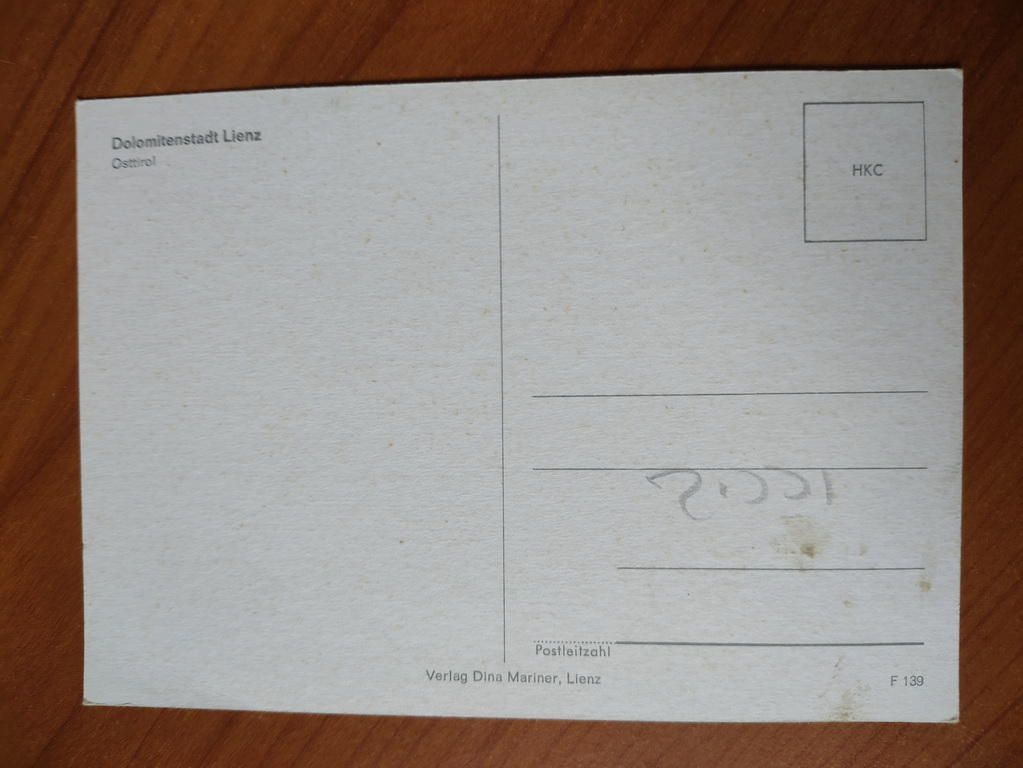 Dolomitenstadt Lienz
Osttirol
HKC
Postleitzahl
Verlag Dina Mariner, Lienz
F 139